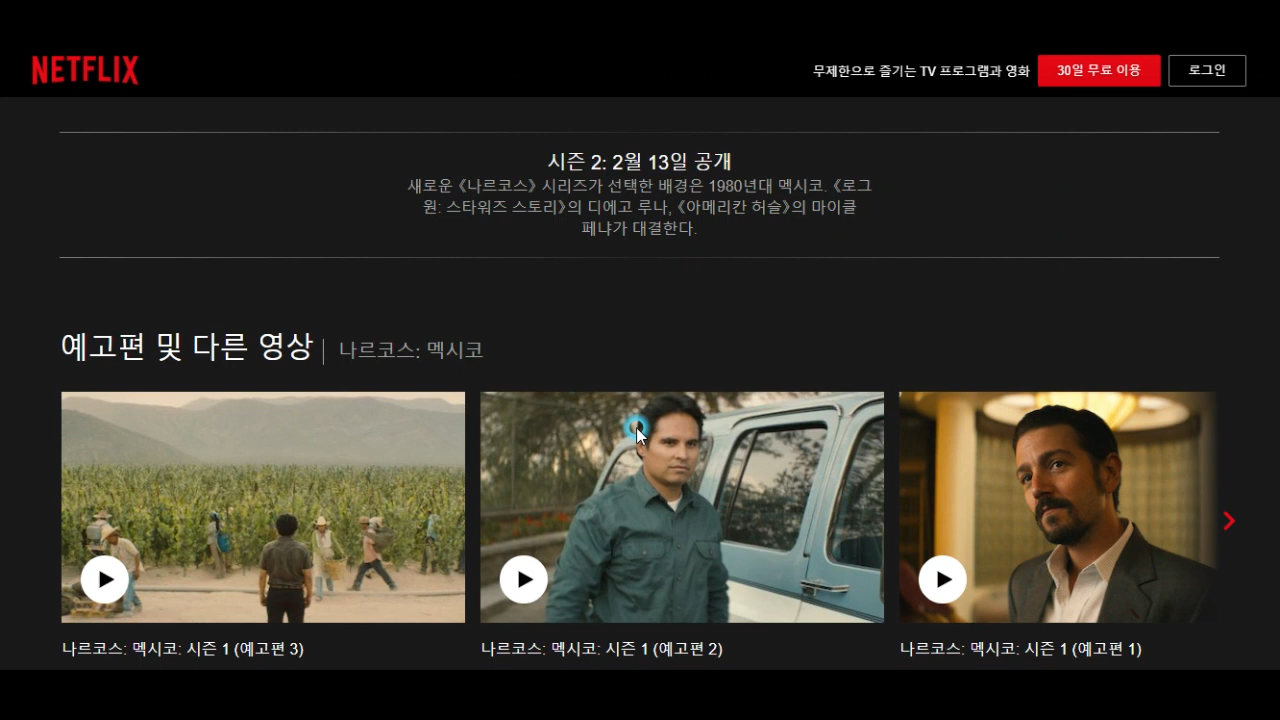 NETFLIX
무제한으로 즐기는 TV 프로그램과 영화
30일 무료 이용
로그인
시즌 2: 2월 13일 공개
새로운 《나르코스》 시리즈가 선택한 배경은 1980년대 멕시코. 《로그
원: 스타워즈 스토리》의 디에고 루나, 《아메리칸 허슬》의 마이클
페냐가 대결한다.
예고편 및 다른 영상 | 나르코스: 멕시코
나르코스: 멕시코: 시즌 1 (예고편 3)
나르코스: 멕시코: 시즌 1 (예고편 2)
나르코스: 멕시코: 시즌 1 (예고편 1)